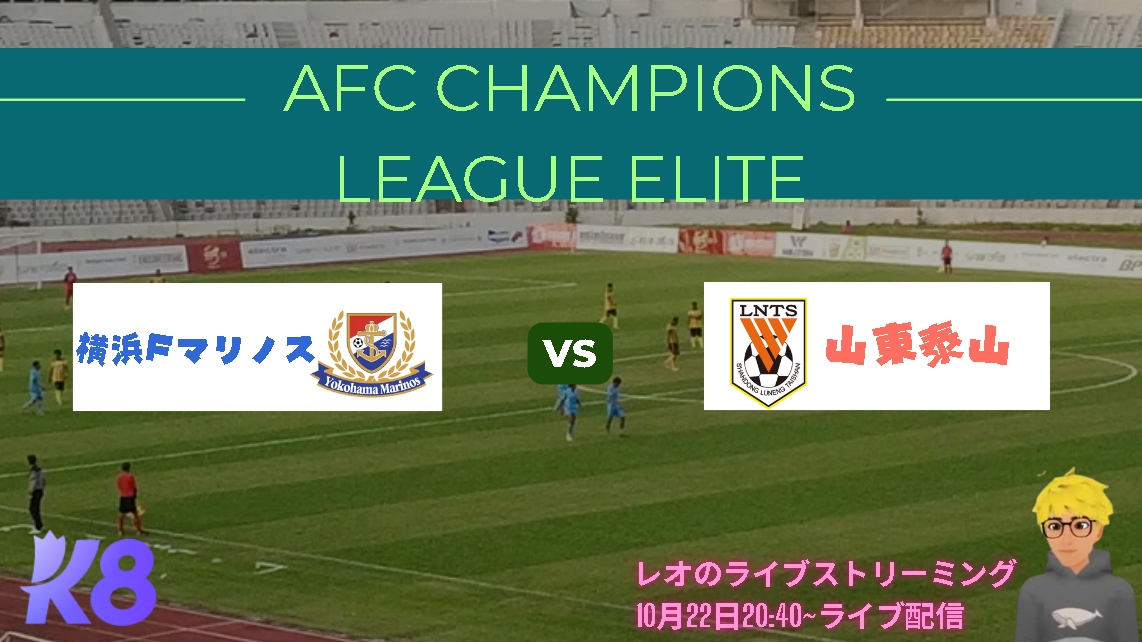 AFC CHAMPIONS
LEAGUE ELITE
横浜Fマリノス
Yokohama Marinos
VS
LNTS
SHANDONG LUNENG TAISHAN
山東泰山
electra
electra
K8
レオのライブストリーミング
10月22日20:40~ライブ配信